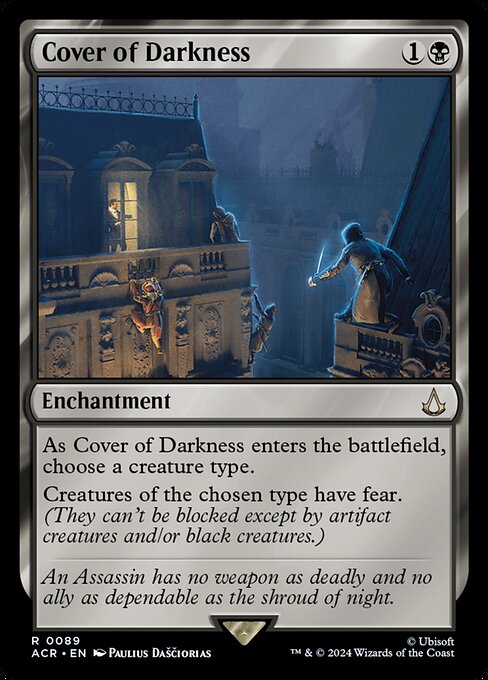 Cover of Darkness 1
Enchantment
As Cover of Darkness enters the battlefield,
choose a creature type.
Creatures of the chosen type have fear.
(They can't be blocked except by artifact
creatures and/or black creatures.)
An Assassin has no weapon as deadly and no
ally as dependable as the shroud of night.
R 0089 © Ubisoft
ACR • EN Paulius Daščioras ™ & © 2024 Wizards of the Coast